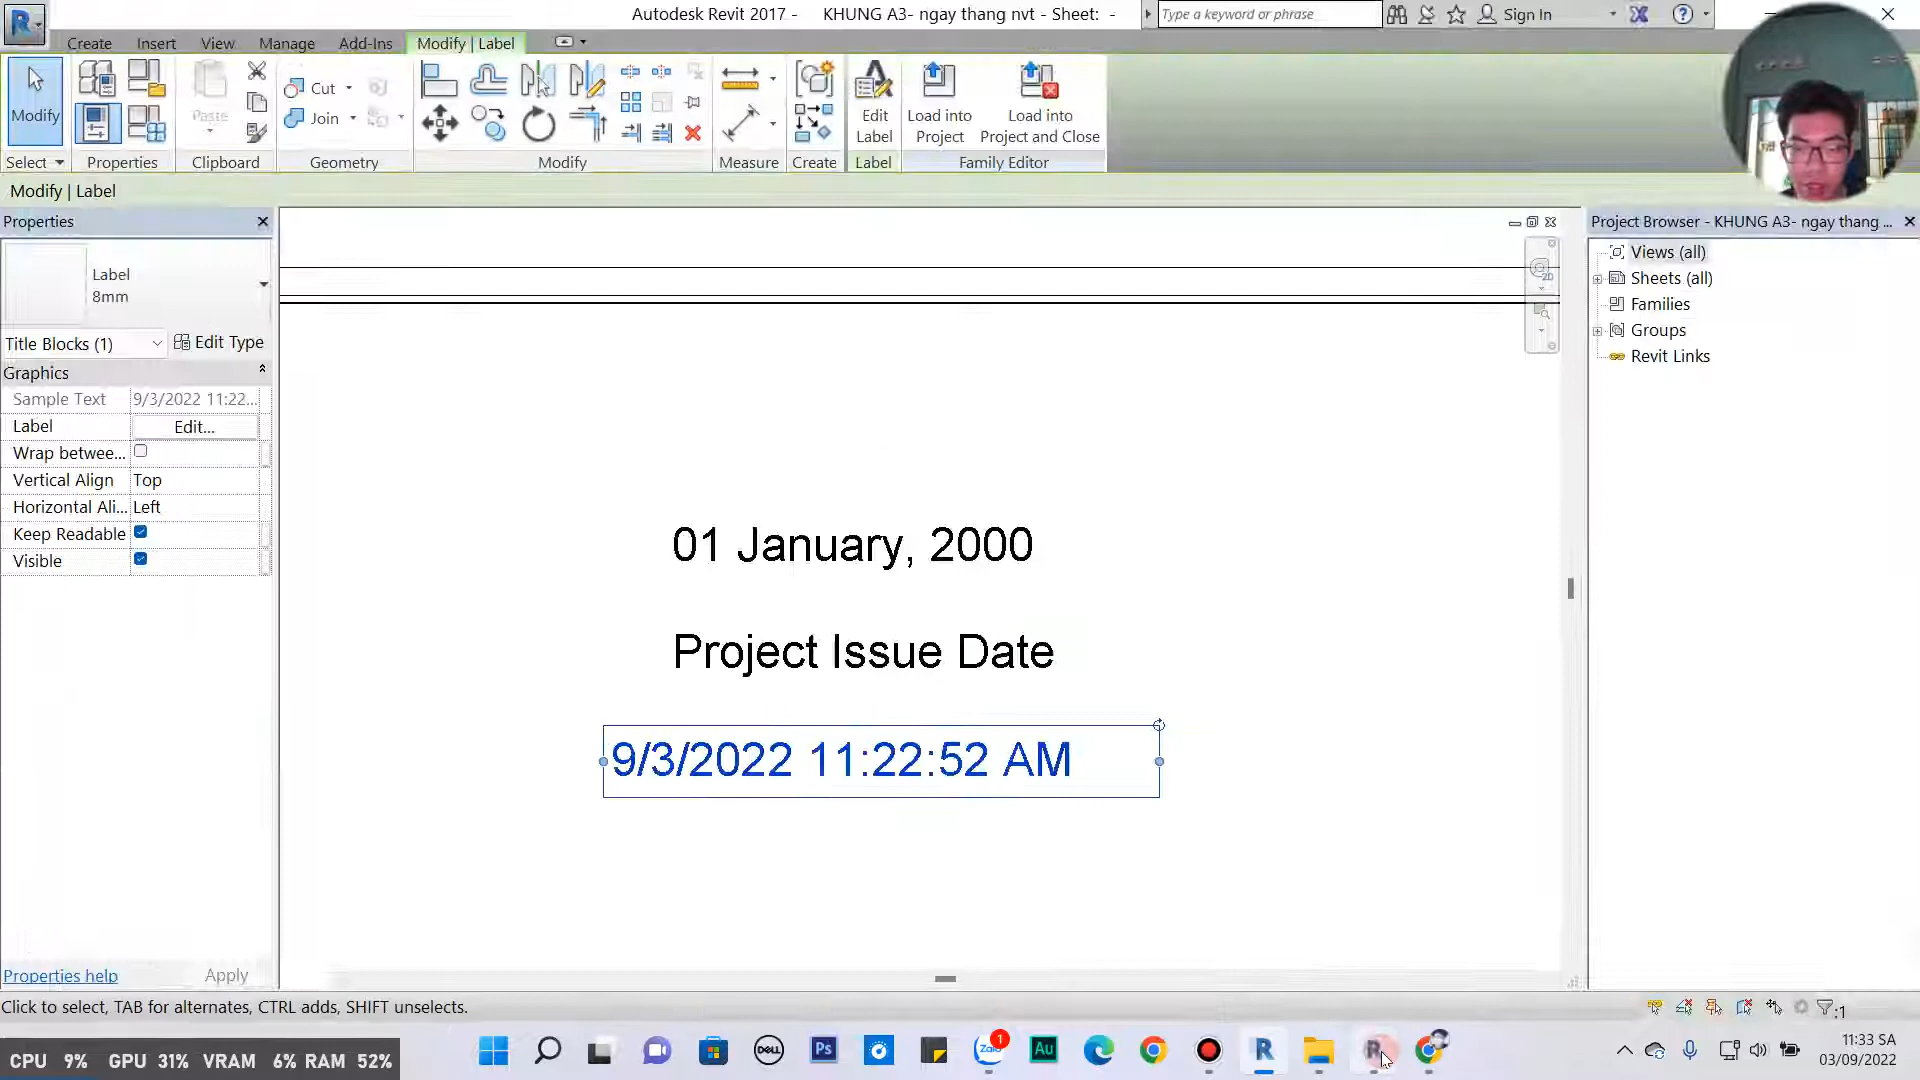 Autodesk Revit 2017 - KHUNG A3- ngay thang nvt - Sheet: -
Type a keyword or phrase
Sign In
Create Insert View Manage Add-Ins Modify | Label
Modify
Paste
Cut
Join
Edit Label
Load into Project
Load into Project and Close
Select Properties Clipboard Geometry Modify Measure Create Label Family Editor
Modify | Label
Properties
Label
8mm
Title Blocks (1)
Edit Type
Graphics
Sample Text 9/3/2022 11:22...
Label Edit...
Wrap betwee...
Vertical Align Top
Horizontal Ali... Left
Keep Readable
Visible
Properties help
Apply
01 January, 2000
Project Issue Date
9/3/2022 11:22:52 AM
Project Browser - KHUNG A3- ngay thang ...
Views (all)
Sheets (all)
Families
Groups
Revit Links
Click to select, TAB for alternates, CTRL adds, SHIFT unselects.
:1
CPU 9% GPU 31% VRAM 6% RAM 52%
DELL
Ps
Zalo
1
Au
R
11:33 SA
03/09/2022